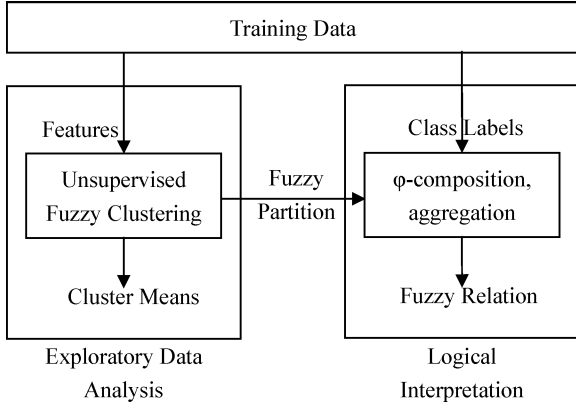 Training Data
Features
Class Labels
Unsupervised
Fuzzy Clustering
Fuzzy
Partition
φ-composition,
aggregation
Cluster Means
Fuzzy Relation
Exploratory Data
Analysis
Logical
Interpretation